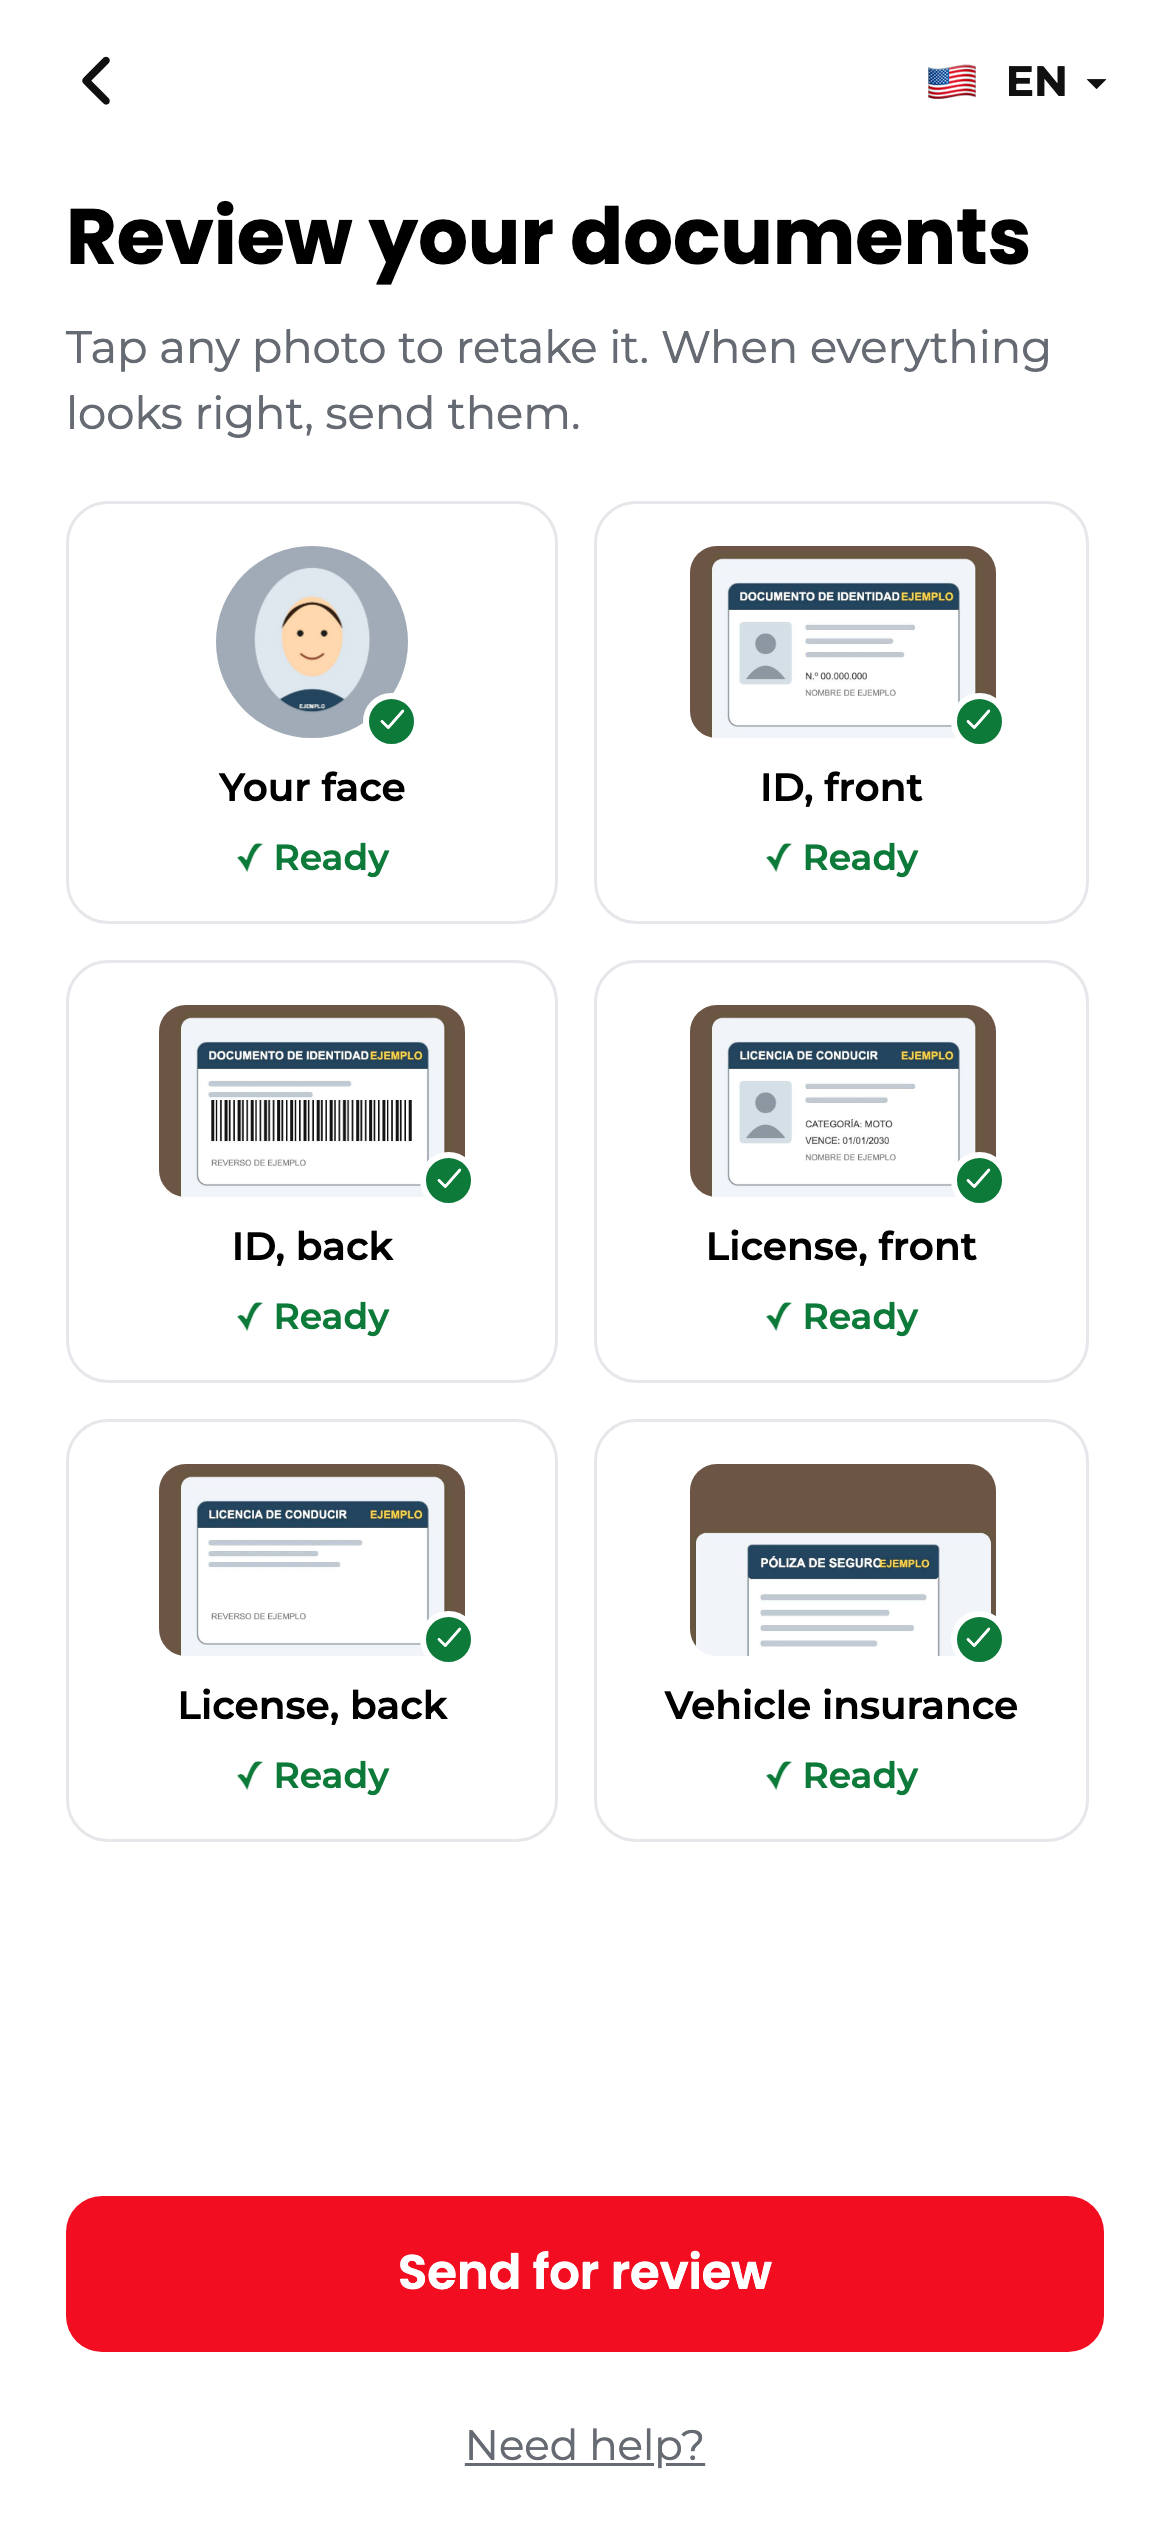 EN
Review your documents
Tap any photo to retake it. When everything
looks right, send them.
EJEMPLO
Your face
✓ Ready
DOCUMENTO DE IDENTIDAD EJEMPLO
N.º 00.000.000
NOMBRE DE EJEMPLO
ID, front
✓ Ready
DOCUMENTO DE IDENTIDAD EJEMPLO
REVERSO DE EJEMPLO
ID, back
✓ Ready
LICENCIA DE CONDUCIR EJEMPLO
CATEGORÍA: MOTO
VENCE: 01/01/2030
NOMBRE DE EJEMPLO
License, front
✓ Ready
LICENCIA DE CONDUCIR EJEMPLO
REVERSO DE EJEMPLO
License, back
✓ Ready
PÓLIZA DE SEGURO EJEMPLO
Vehicle insurance
✓ Ready
Send for review
Need help?